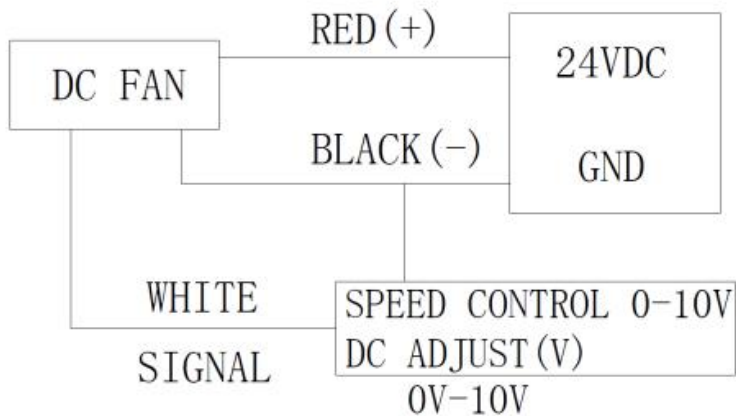 RED(+)
DC FAN
24VDC
BLACK(-)
GND
WHITE
SIGNAL
SPEED CONTROL 0-10V
DC ADJUST(V)
0V-10V